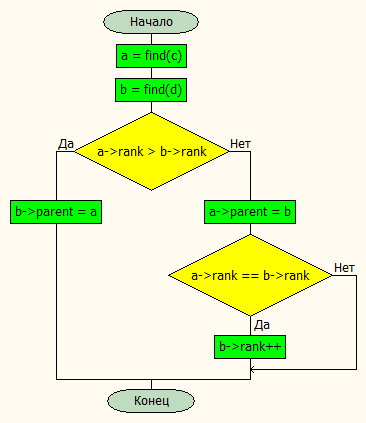 Начало
a = find(c)
b = find(d)
a->rank > b->rank
Да
Нет
b->parent = a
a->parent = b
a->rank == b->rank
Нет
Да
b->rank++
Конец